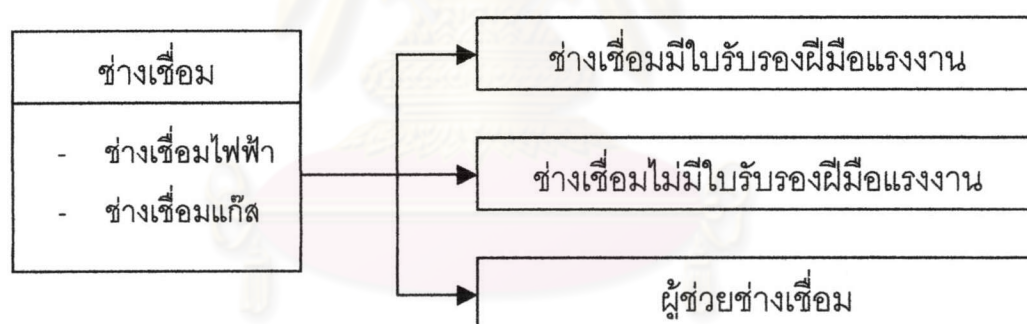 ช่างเชื่อม
- ช่างเชื่อมไฟฟ้า
- ช่างเชื่อมแก๊ส
ช่างเชื่อมมีใบรับรองฝีมือแรงงาน
ช่างเชื่อมไม่มีใบรับรองฝีมือแรงงาน
ผู้ช่วยช่างเชื่อม